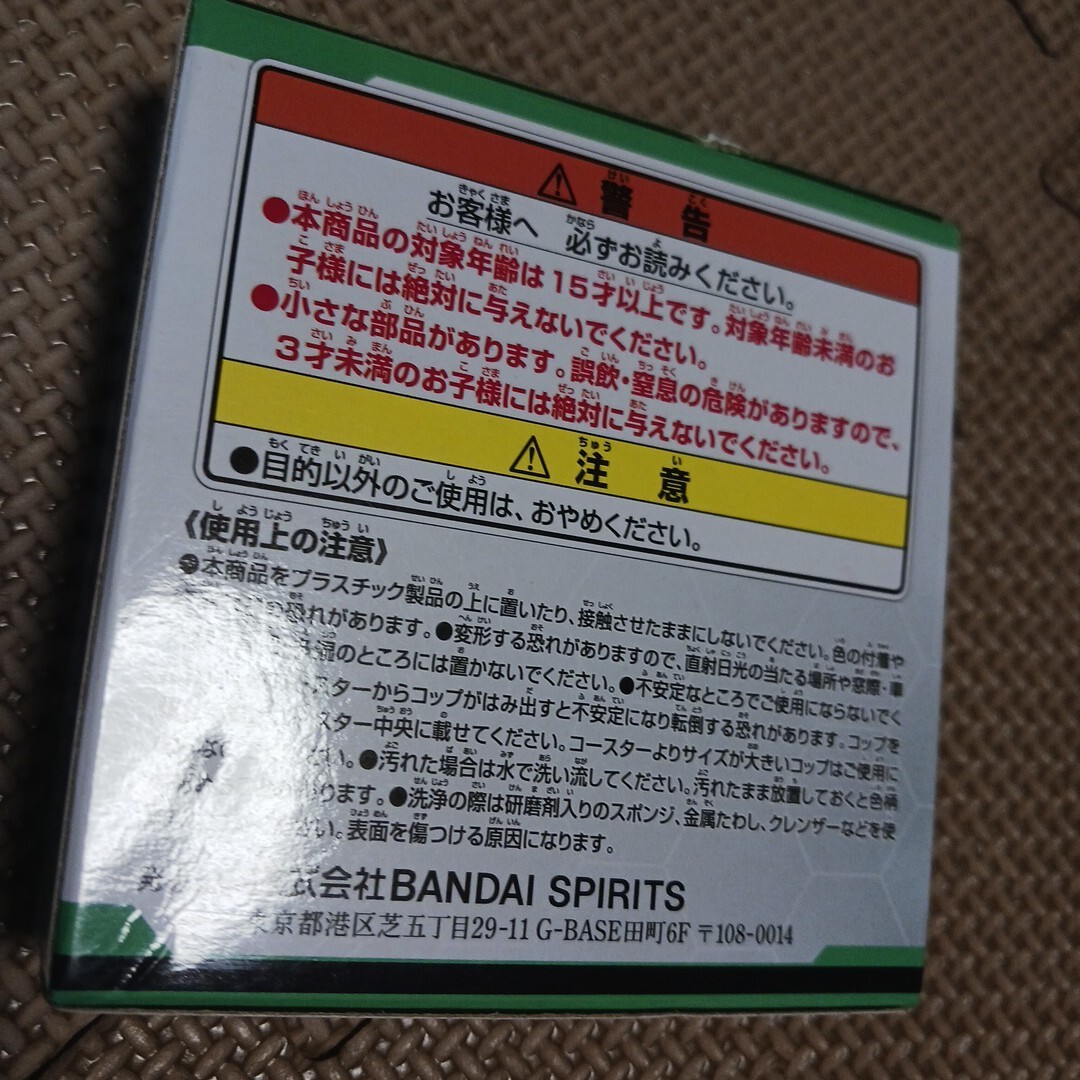 警告
お客様へ 必ずお読みください。
●本商品の対象年齢は15才以上です。対象年齢未満のお
子様には絶対に与えないでください。
●小さな部品があります。誤飲・窒息の危険がありますので、
3才未満のお子様には絶対に与えないでください。
注意
●目的以外のご使用は、おやめください。
《使用上の注意》
●本商品をプラスチック製品の上に置いたり、接触させたままにしないでください。色の付着や
恐れがあります。●変形する恐れがありますので、直射日光の当たる場所や窓際・車
のところには置かないでください。●不安定なところでご使用にならないでく
スターからコップがはみ出すと不安定になり転倒する恐れがあります。コップを
スター中央に載せてください。コースターよりサイズが大きいコップはご使用に
さい。●汚れた場合は水で洗い流してください。汚れたまま放置しておくと色柄
ります。●洗浄の際は研磨剤入りのスポンジ、金属たわし、クレンザーなどを使
い。表面を傷つける原因になります。
式会社BANDAI SPIRITS
東京都港区芝五丁目29-11 G-BASE田町6F 〒108-0014